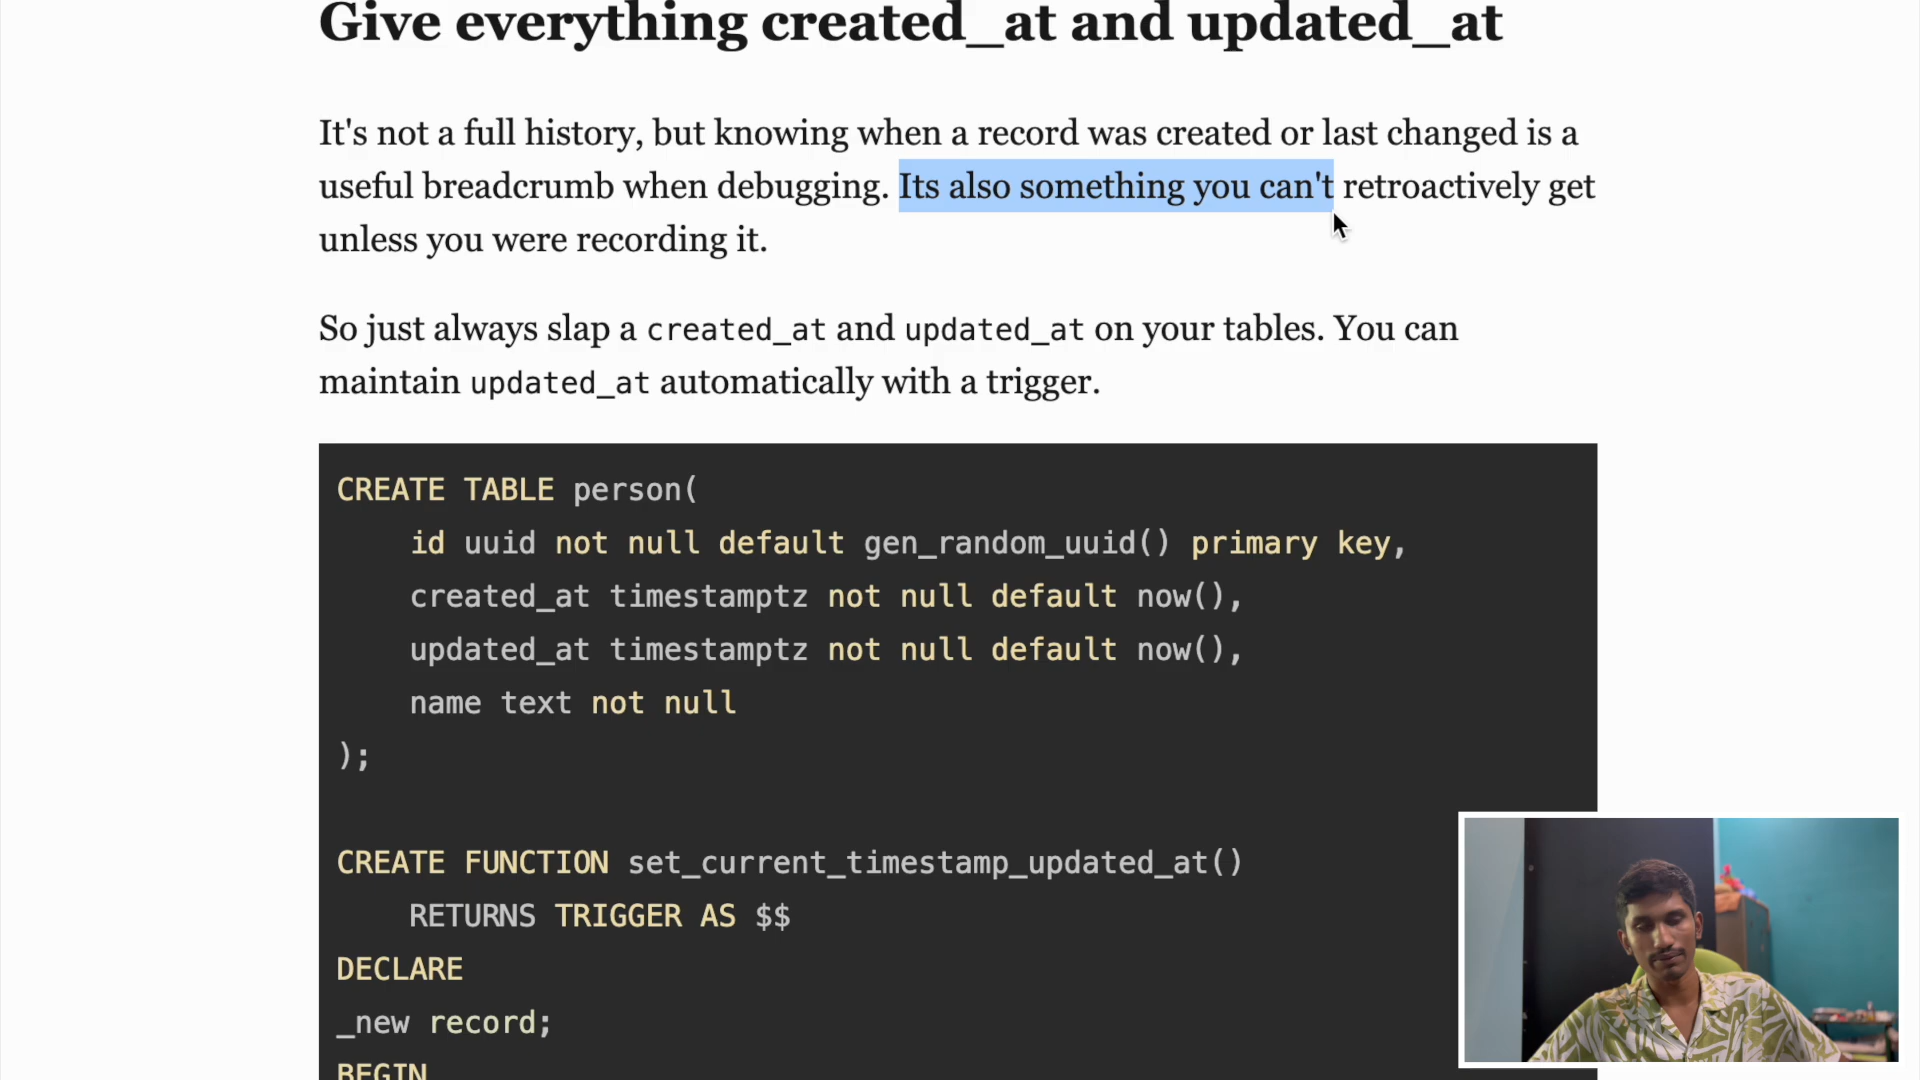 Give everything created_at and updated_at
It's not a full history, but knowing when a record was created or last changed is a
useful breadcrumb when debugging. Its also something you can't retroactively get
unless you were recording it.
So just always slap a created_at and updated_at on your tables. You can
maintain updated_at automatically with a trigger.
CREATE TABLE person(
    id uuid not null default gen_random_uuid() primary key,
    created_at timestamptz not null default now(),
    updated_at timestamptz not null default now(),
    name text not null
);
CREATE FUNCTION set_current_timestamp_updated_at()
    RETURNS TRIGGER AS $$
DECLARE
_new record;
BEGIN